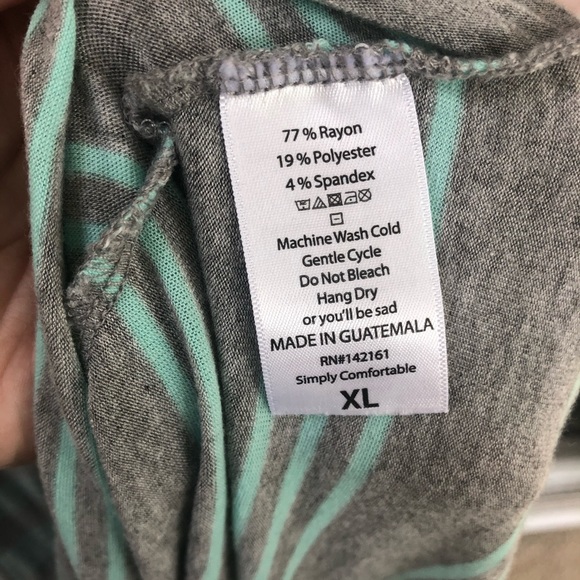 77 % Rayon
19 % Polyester
4 % Spandex
Machine Wash Cold
Gentle Cycle
Do Not Bleach
Hang Dry
or you'll be sad
MADE IN GUATEMALA
RN#142161
Simply Comfortable
XL